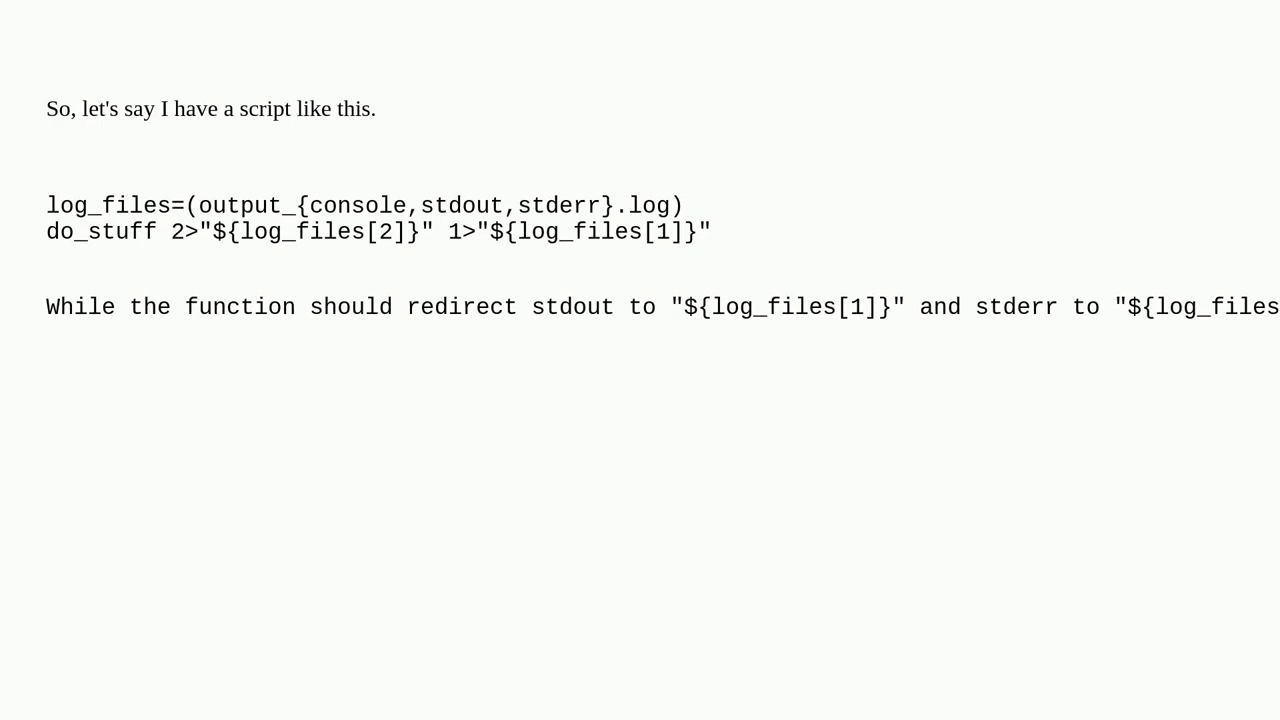 So, let's say I have a script like this.
log_files=(output_{console,stdout,stderr}.log)
do_stuff 2>"${log_files[2]}" 1>"${log_files[1]}"
While the function should redirect stdout to "${log_files[1]}" and stderr to "${log_files